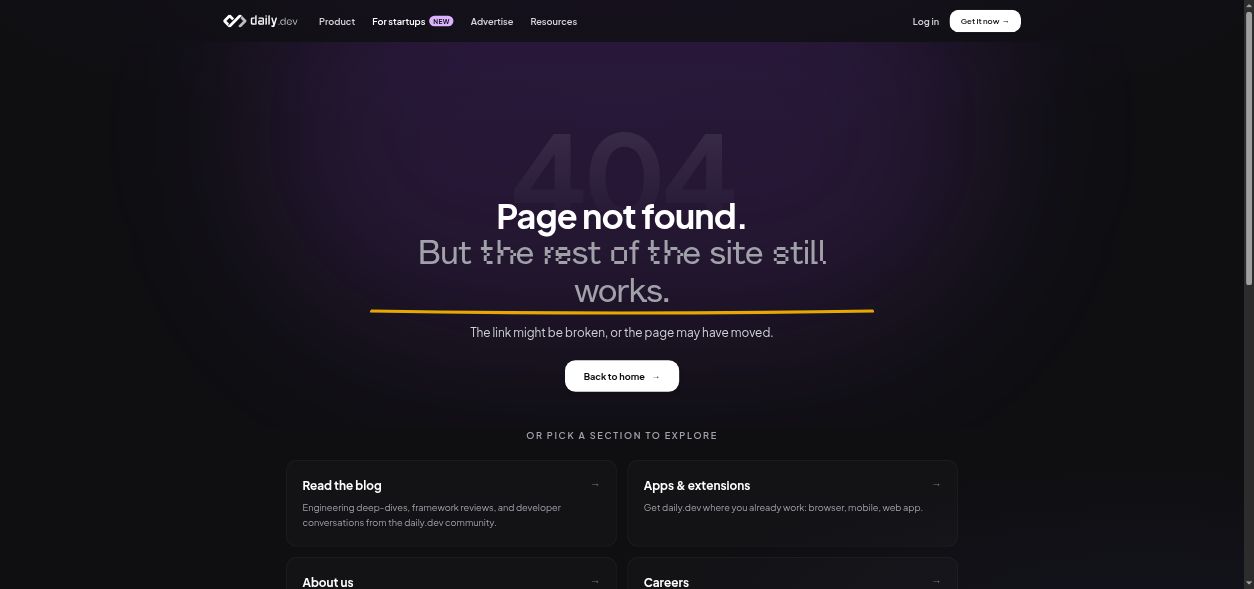 daily.dev Product For startups NEW Advertise Resources Log in Get it now →
404
Page not found.
But the rest of the site still
works.
The link might be broken, or the page may have moved.
Back to home →
OR PICK A SECTION TO EXPLORE
Read the blog →
Engineering deep-dives, framework reviews, and developer
conversations from the daily.dev community.
Apps & extensions →
Get daily.dev where you already work: browser, mobile, web app.
About us →
Careers →